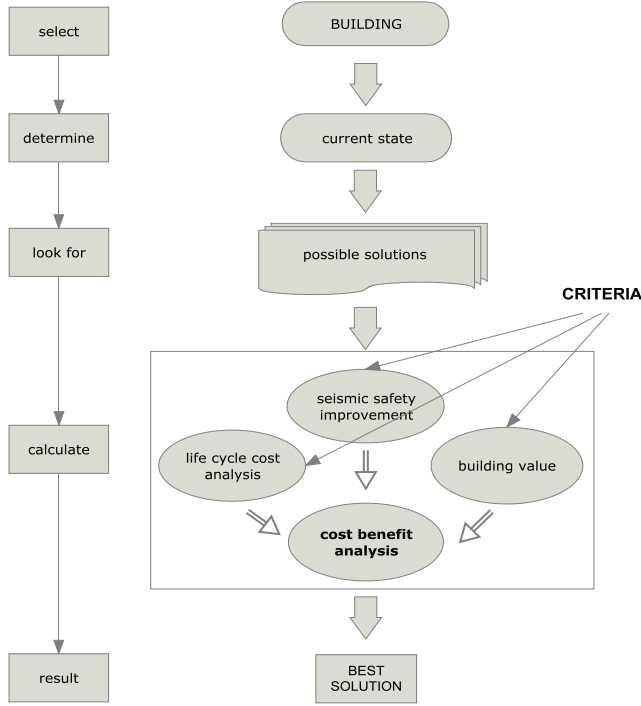 select
BUILDING
determine
current state
look for
possible solutions
CRITERIA
seismic safety
improvement
calculate
life cycle cost
analysis
building value
cost benefit
analysis
result
BEST
SOLUTION